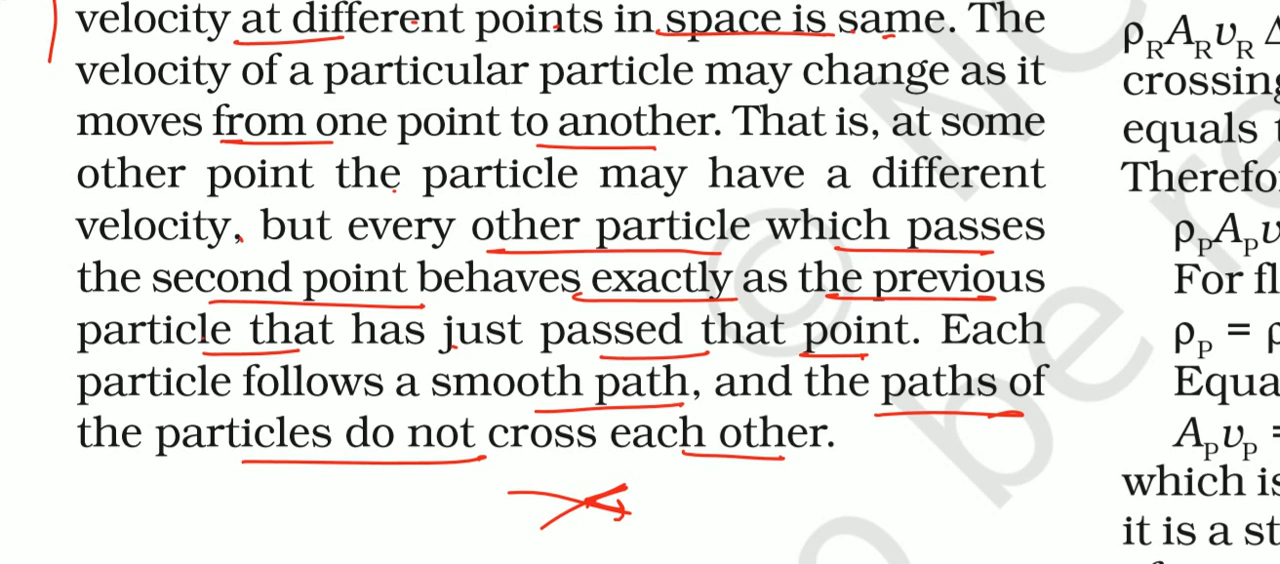 velocity at different points in space is same. The
velocity of a particular particle may change as it
moves from one point to another. That is, at some
other point the particle may have a different
velocity, but every other particle which passes
the second point behaves exactly as the previous
particle that has just passed that point. Each
particle follows a smooth path, and the paths of
the particles do not cross each other.
ρRARvR
crossing
equals
ρPAPv
For fl
ρP =
Equa
APvP =
which is
it is a st